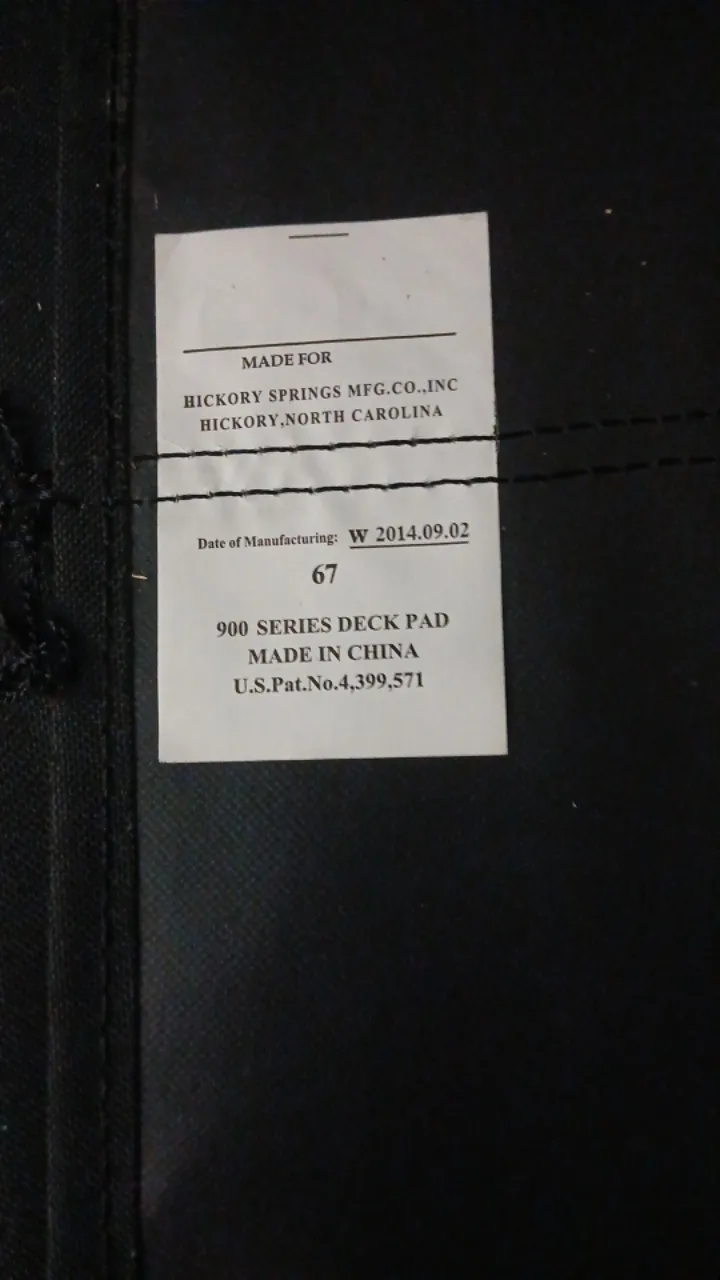 MADE FOR
HICKORY SPRINGS MFG.CO.,INC
HICKORY,NORTH CAROLINA
Date of Manufacturing: W 2014.09.02
67
900 SERIES DECK PAD
MADE IN CHINA
U.S.Pat.No.4,399,571